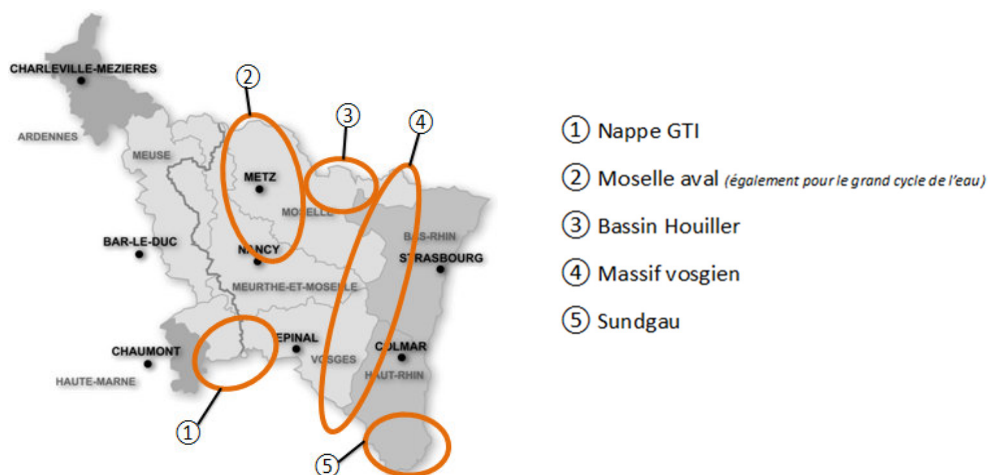 ②
③
④
CHARLEVILLE-MEZIERES
ARDENNES
MEUSE
METZ
MOSELLE
BAR-LE-DUC
NANCY
BAS-RHIN
STRASBOURG
MEURTHE-ET-MOSELLE
CHAUMONT
EPINAL
VOSGES
COLMAR
HAUTE-MARNE
HAUT-RHIN
①
⑤
① Nappe GTI
② Moselle aval (également pour le grand cycle de l'eau)
③ Bassin Houiller
④ Massif vosgien
⑤ Sundgau